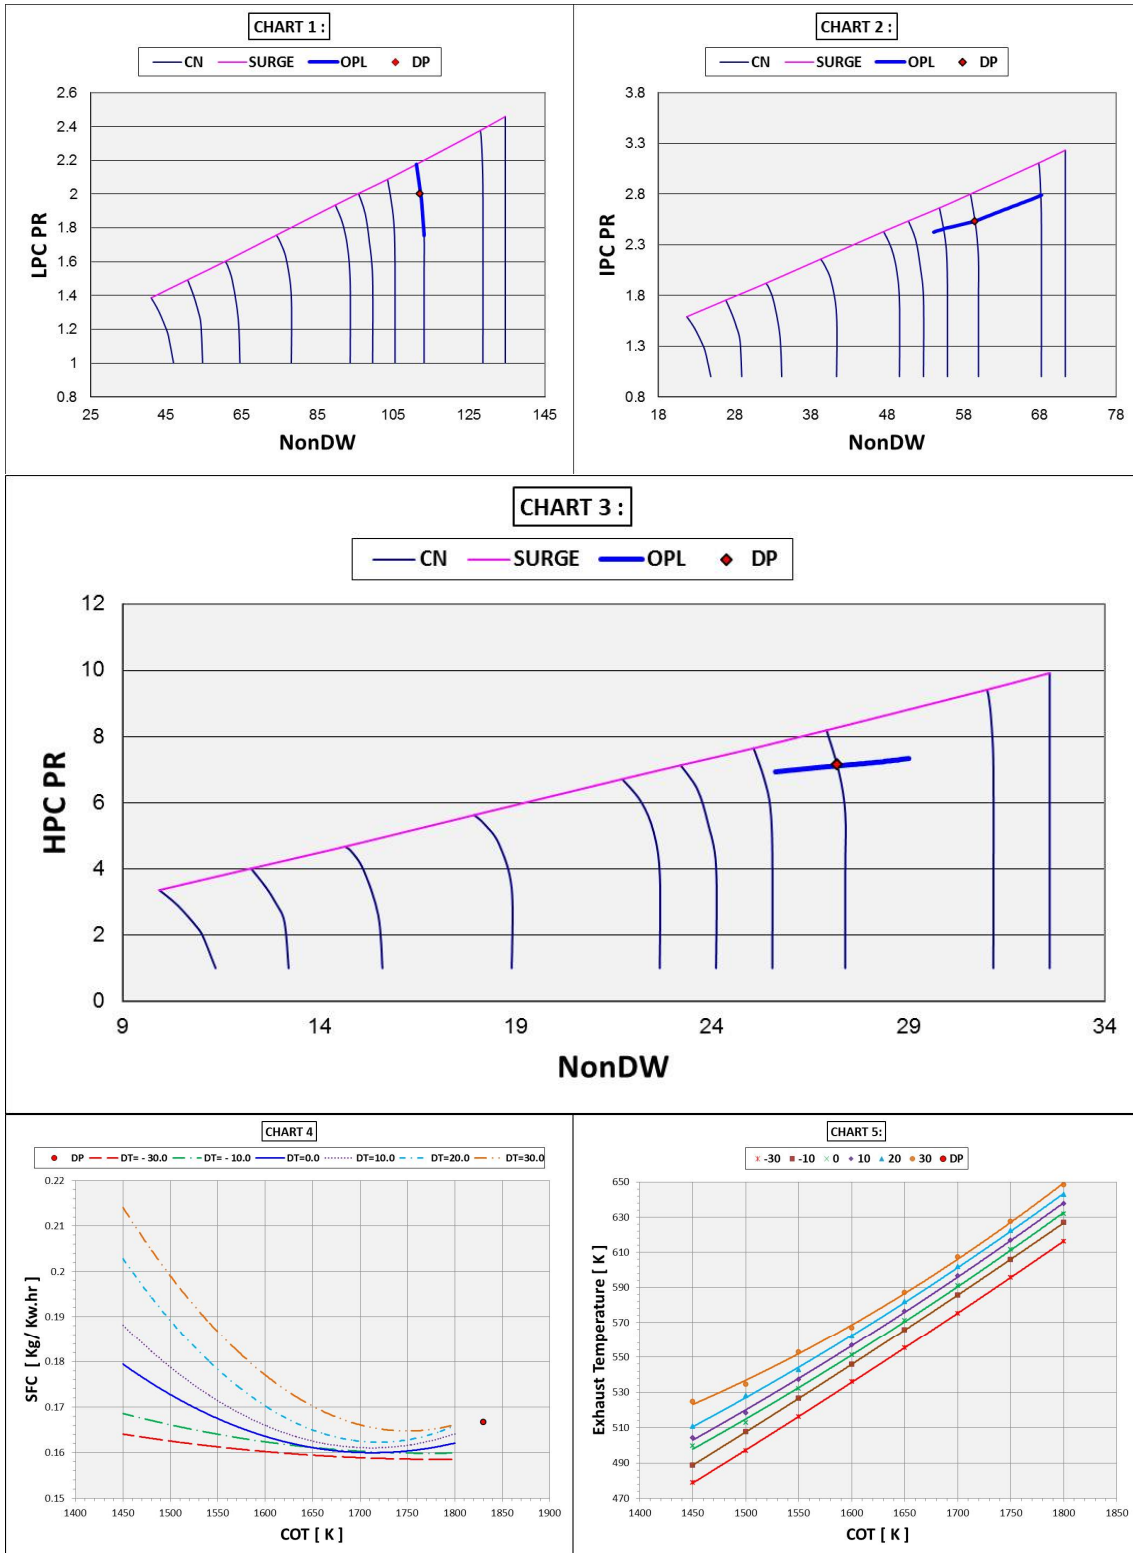 CHART 1 :
CN SURGE OPL DP
2.6
2.4
2.2
2
1.8
1.6
1.4
1.2
1
0.8
LPC PR
25 45 65 85 105 125 145
NonDW
CHART 2 :
CN SURGE OPL DP
3.8
3.3
2.8
2.3
1.8
1.3
0.8
IPC PR
18 28 38 48 58 68 78
NonDW
CHART 3 :
CN SURGE OPL DP
12
10
8
6
4
2
0
HPC PR
9 14 19 24 29 34
NonDW
CHART 4
DP DT= - 30.0 DT= - 10.0 DT=0.0 DT=10.0 DT=20.0 DT=30.0
0.22
0.21
0.2
0.19
0.18
0.17
0.16
0.15
SFC [ Kg/ Kw.hr ]
1400 1450 1500 1550 1600 1650 1700 1750 1800 1850 1900
COT [ K ]
CHART 5:
-30 -10 0 10 20 30 DP
650
630
610
590
570
550
530
510
490
470
Exhaust Temperature [ K ]
1400 1450 1500 1550 1600 1650 1700 1750 1800 1850
COT [ K ]